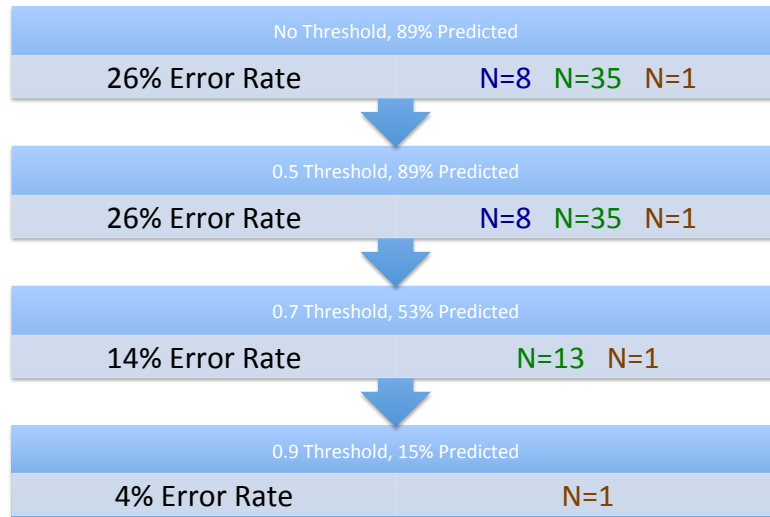 No Threshold, 89% Predicted
26% Error Rate N=8 N=35 N=1
0.5 Threshold, 89% Predicted
26% Error Rate N=8 N=35 N=1
0.7 Threshold, 53% Predicted
14% Error Rate N=13 N=1
0.9 Threshold, 15% Predicted
4% Error Rate N=1